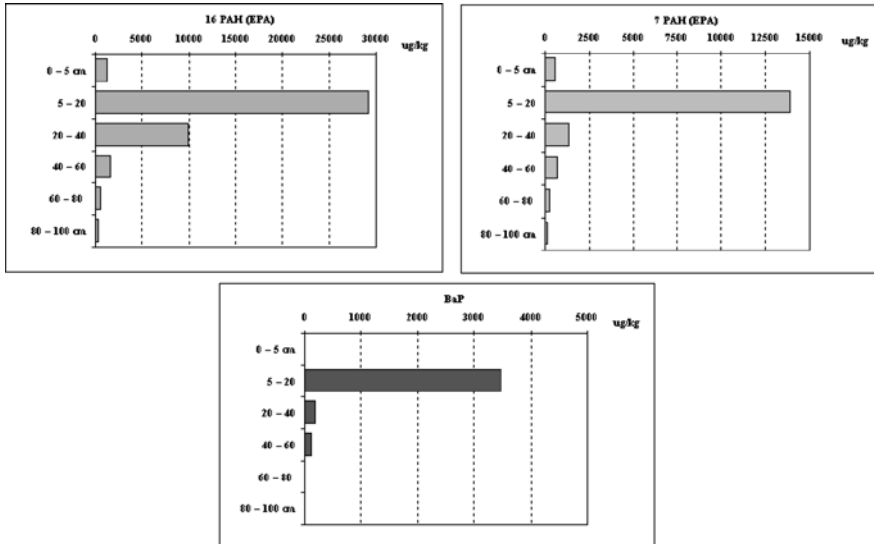 16 PAH (EPA)
0 5000 10000 15000 20000 25000 30000
ug/kg
0 – 5 cm
5 – 20
20 – 40
40 – 60
60 – 80
80 – 100 cm
7 PAH (EPA)
0 2500 5000 7500 10000 12500 15000
ug/kg
0 – 5 cm
5 – 20
20 – 40
40 – 60
60 – 80
80 – 100 cm
BaP
0 1000 2000 3000 4000 5000
ug/kg
0 – 5 cm
5 – 20
20 – 40
40 – 60
60 – 80
80 – 100 cm